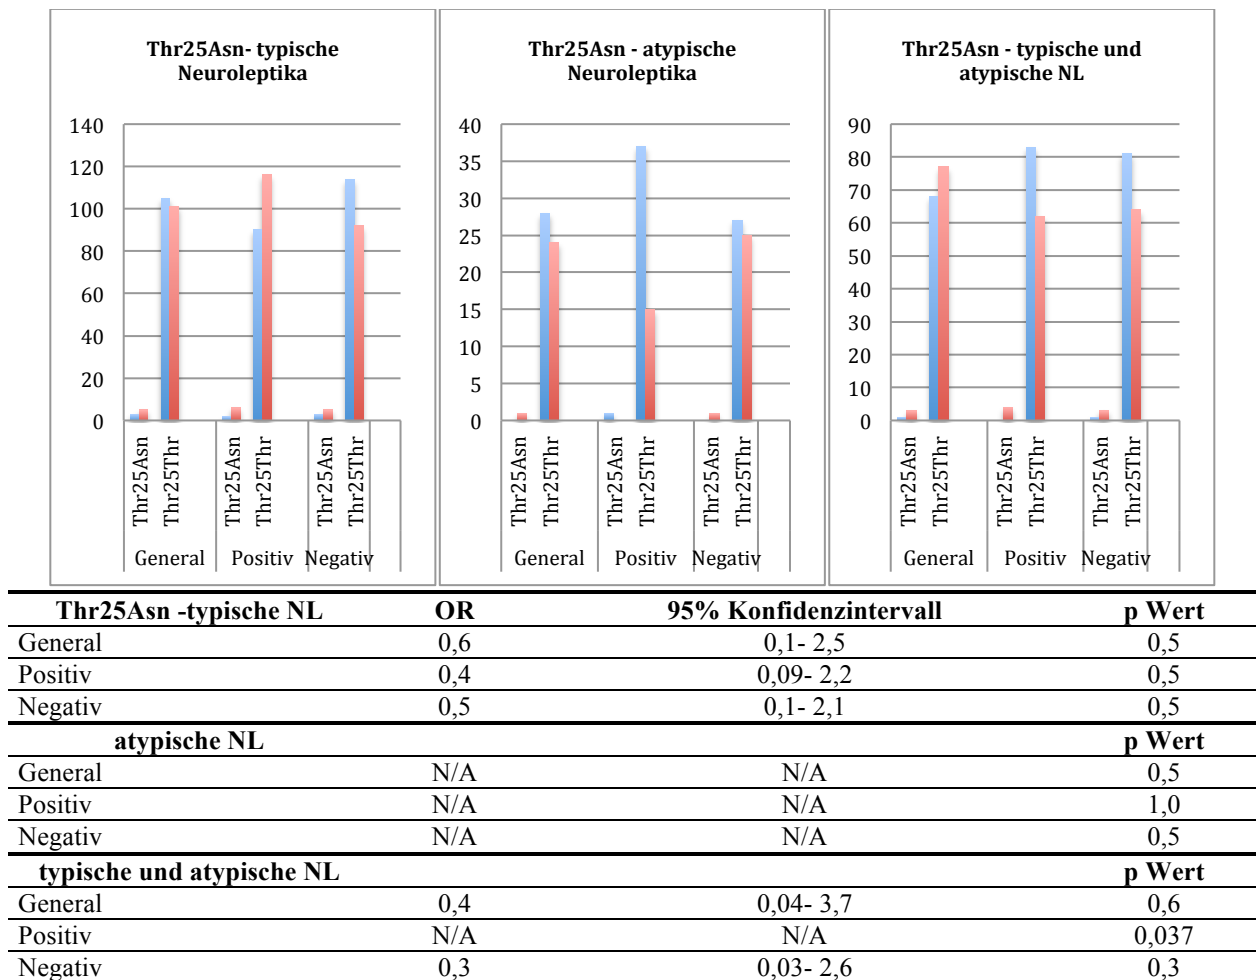 Thr25Asn- typische
Neuroleptika
140
120
100
80
60
40
20
0
Thr25Asn
Thr25Thr
Thr25Asn
Thr25Thr
Thr25Asn
Thr25Thr
General Positiv Negativ
Thr25Asn - atypische
Neuroleptika
40
35
30
25
20
15
10
5
0
Thr25Asn
Thr25Thr
Thr25Asn
Thr25Thr
Thr25Asn
Thr25Thr
General Positiv Negativ
Thr25Asn - typische und
atypische NL
90
80
70
60
50
40
30
20
10
0
Thr25Asn
Thr25Thr
Thr25Asn
Thr25Thr
Thr25Asn
Thr25Thr
General Positiv Negativ
Thr25Asn -typische NL OR 95% Konfidenzintervall p Wert
General 0,6 0,1- 2,5 0,5
Positiv 0,4 0,09- 2,2 0,5
Negativ 0,5 0,1- 2,1 0,5
atypische NL p Wert
General N/A N/A 0,5
Positiv N/A N/A 1,0
Negativ N/A N/A 0,5
typische und atypische NL p Wert
General 0,4 0,04- 3,7 0,6
Positiv N/A N/A 0,037
Negativ 0,3 0,03- 2,6 0,3